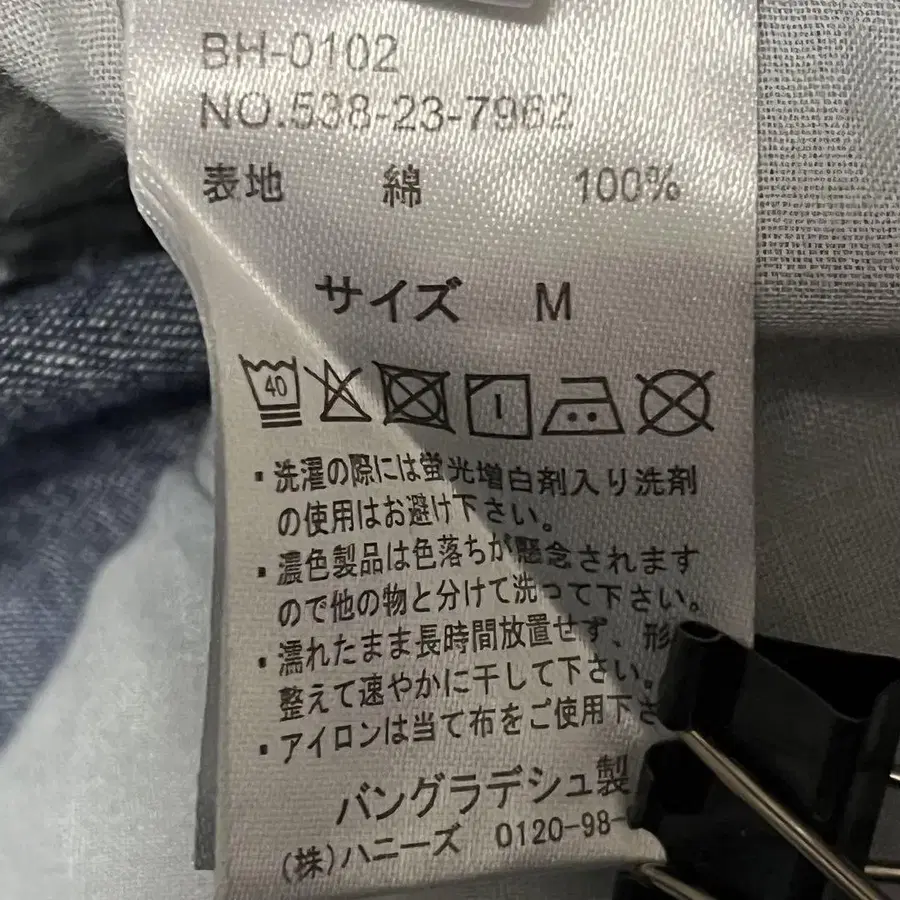 BH-0102
NO.538-23-7962
表地 綿 100%
サイズ M
40
・洗濯の際には蛍光増白剤入り洗剤
の使用はお避け下さい。
・濃色製品は色落ちが懸念されます
ので他の物と分けて洗って下さい。
・濡れたまま長時間放置せず、形
整えて速やかに干して下さい。
・アイロンは当て布をご使用下さ
バングラデシュ製
(株)ハニーズ 0120-98-